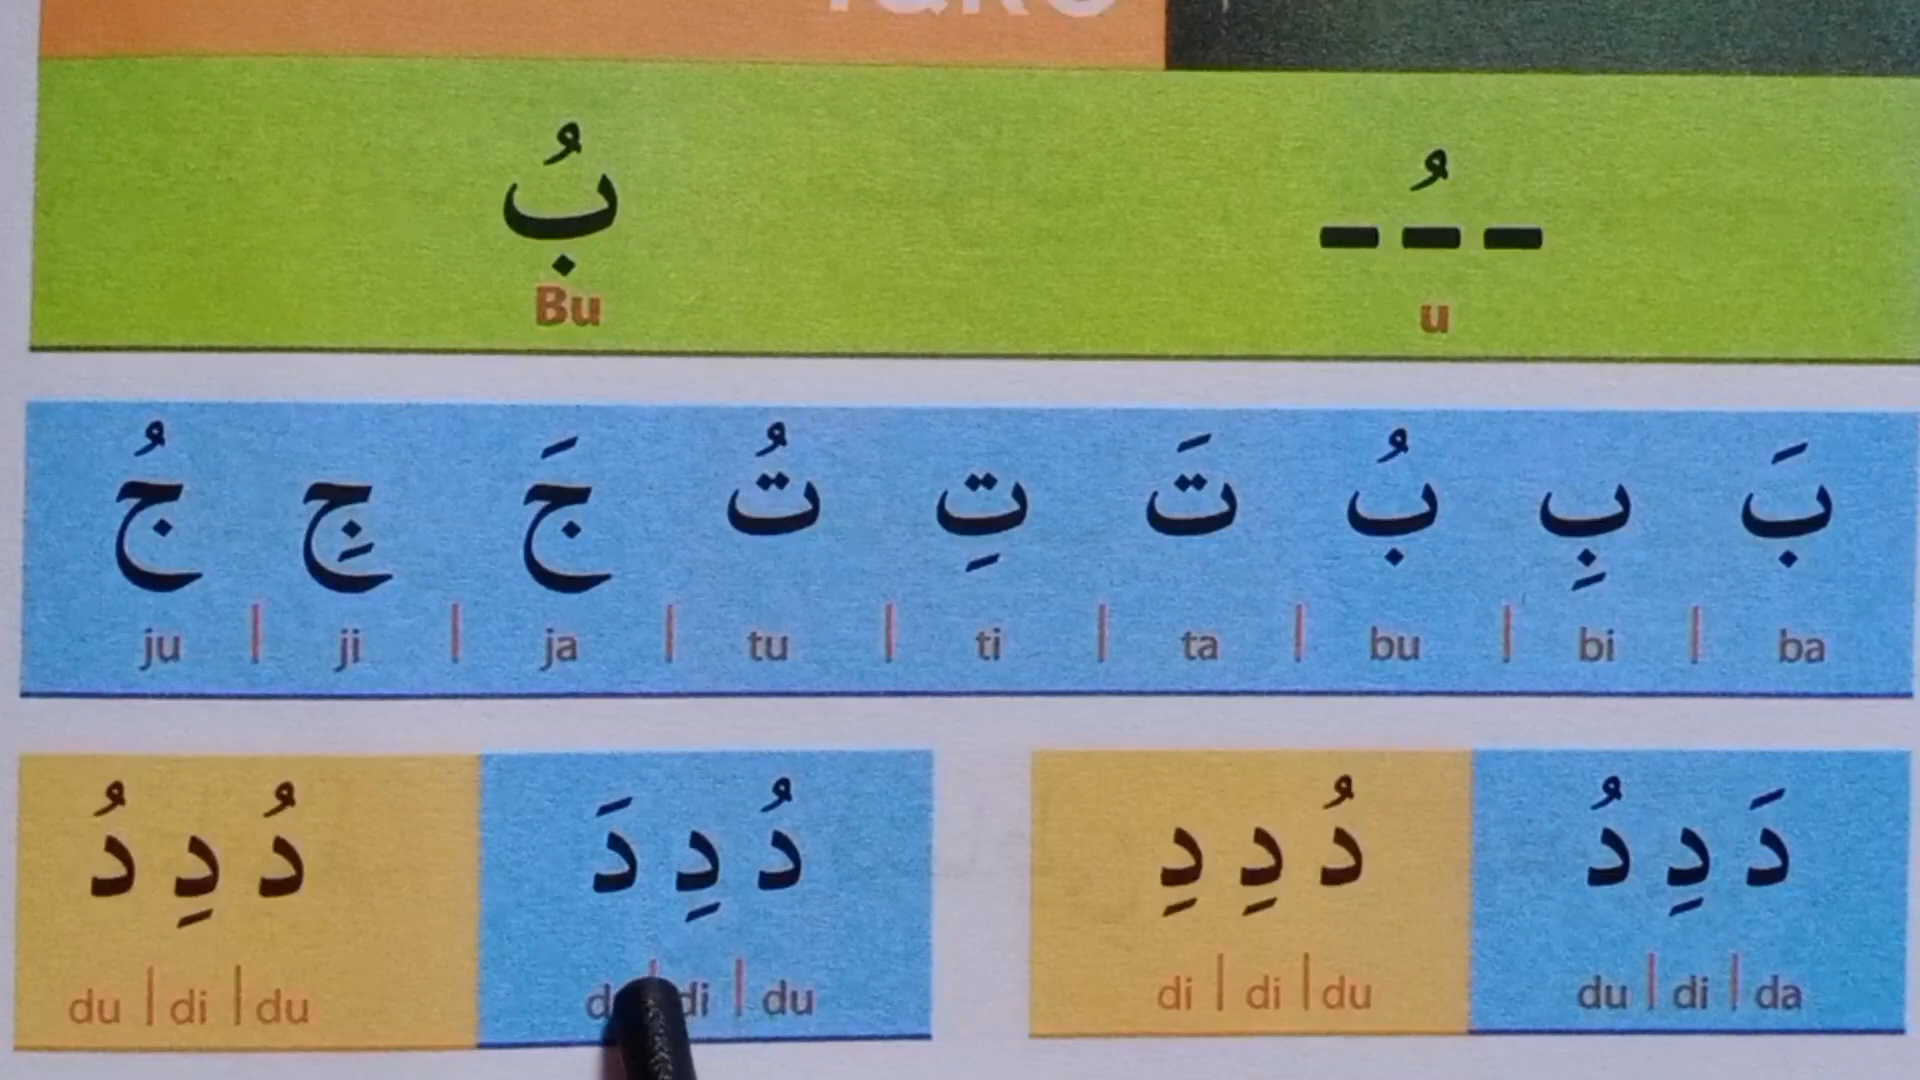 ـُ بُ
u Bu
بَ بِ بُ تَ تِ تُ جَ جِ جُ
ju | ji | ja | tu | ti | ta | bu | bi | ba
دَ دِ دُ
du | di | da
دُ دِ دِ
di | di | du
دُ دِ دَ
di | du
دُ دِ دُ
du | di | du